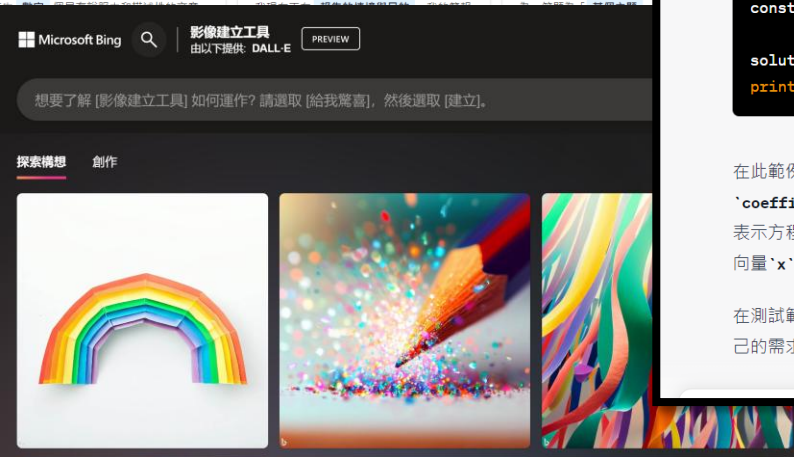 Microsoft Bing
影像建立工具
由以下提供: DALL·E
PREVIEW
想要了解 [影像建立工具] 如何運作? 請選取 [給我驚喜]，然後選取 [建立]。
探索構想
創作
const
solut
print
在此範例
`coeffi
表示方程
向量`x`
在測試範
己的需求